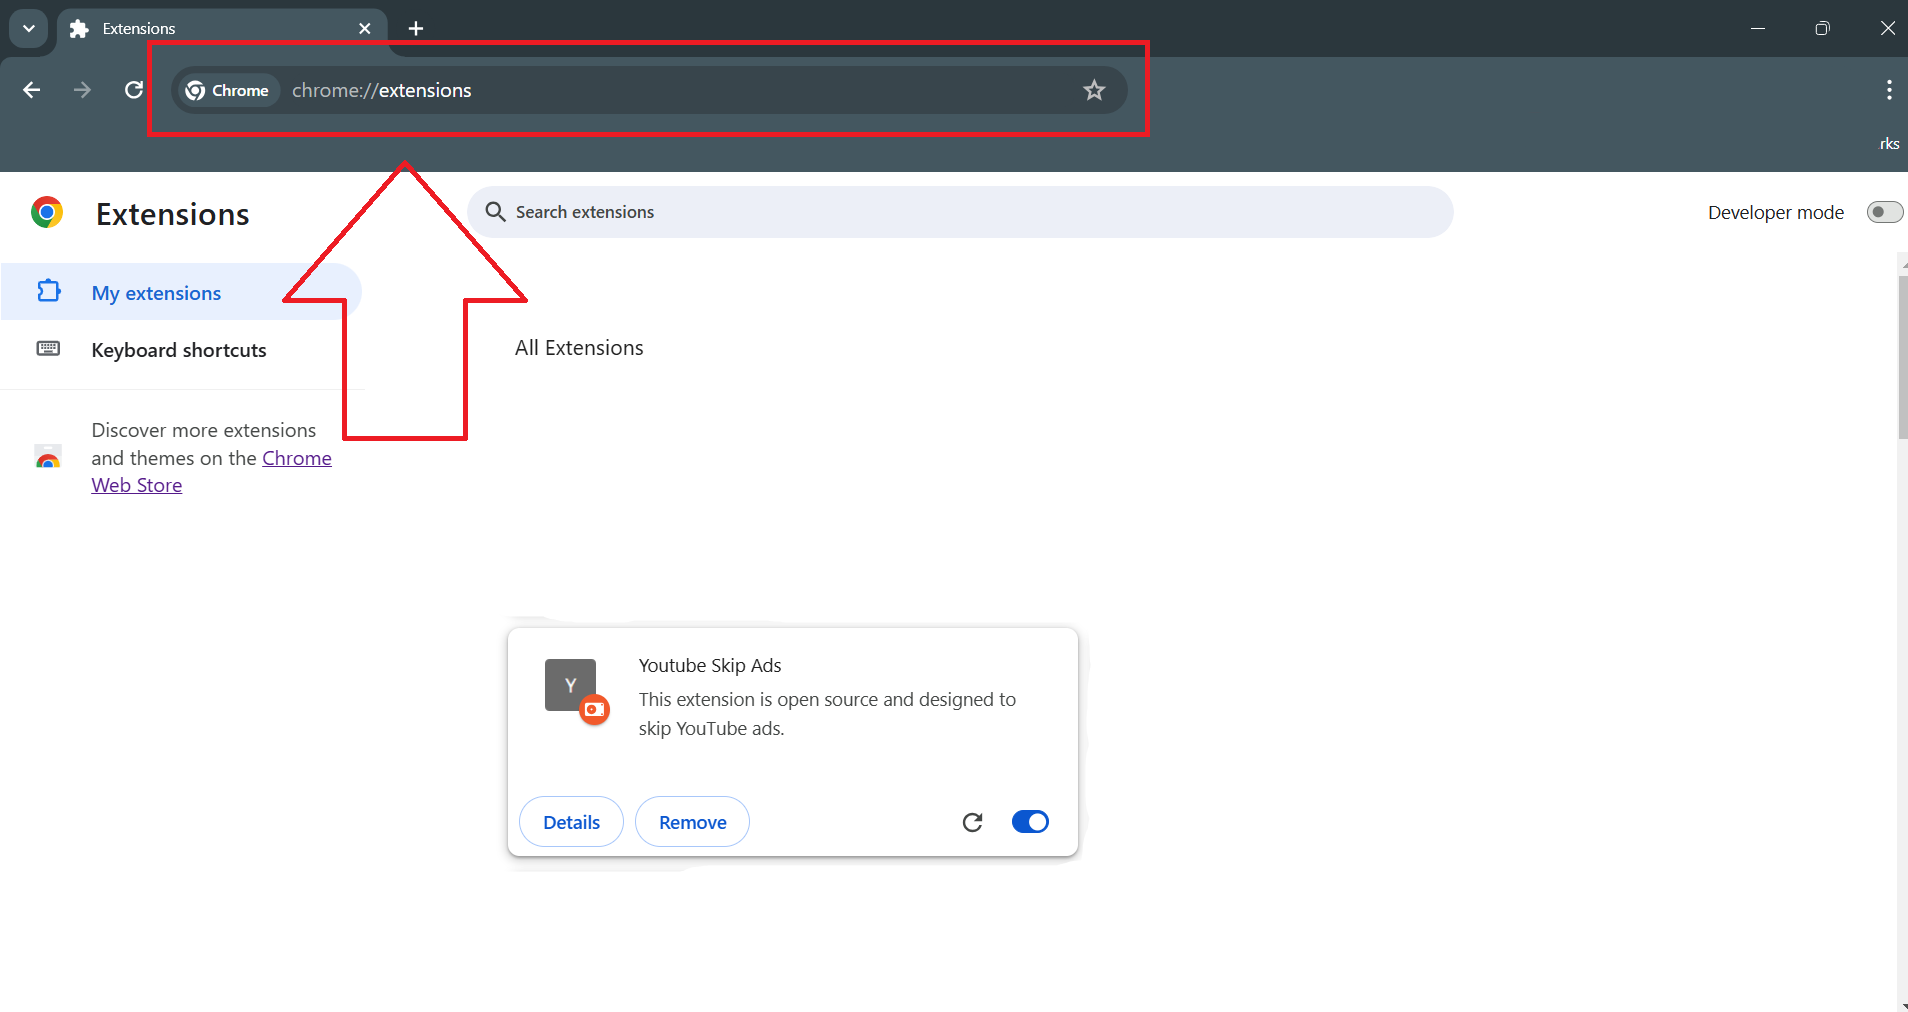 Extensions
Chrome
chrome://extensions
rks
Extensions
Search extensions
Developer mode
My extensions
Keyboard shortcuts
Discover more extensions
and themes on the Chrome
Web Store
All Extensions
Y
Youtube Skip Ads
This extension is open source and designed to
skip YouTube ads.
Details
Remove